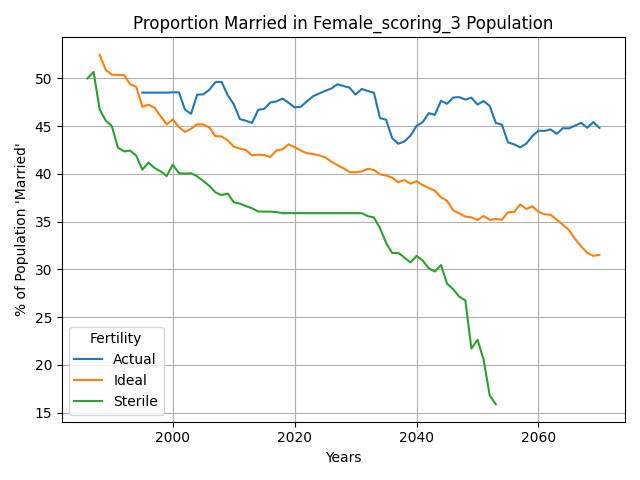 Proportion Married in Female_scoring_3 Population
% of Population 'Married'
50
45
40
35
30
25
20
15
Fertility
Actual
Ideal
Sterile
2000 2020 2040 2060
Years